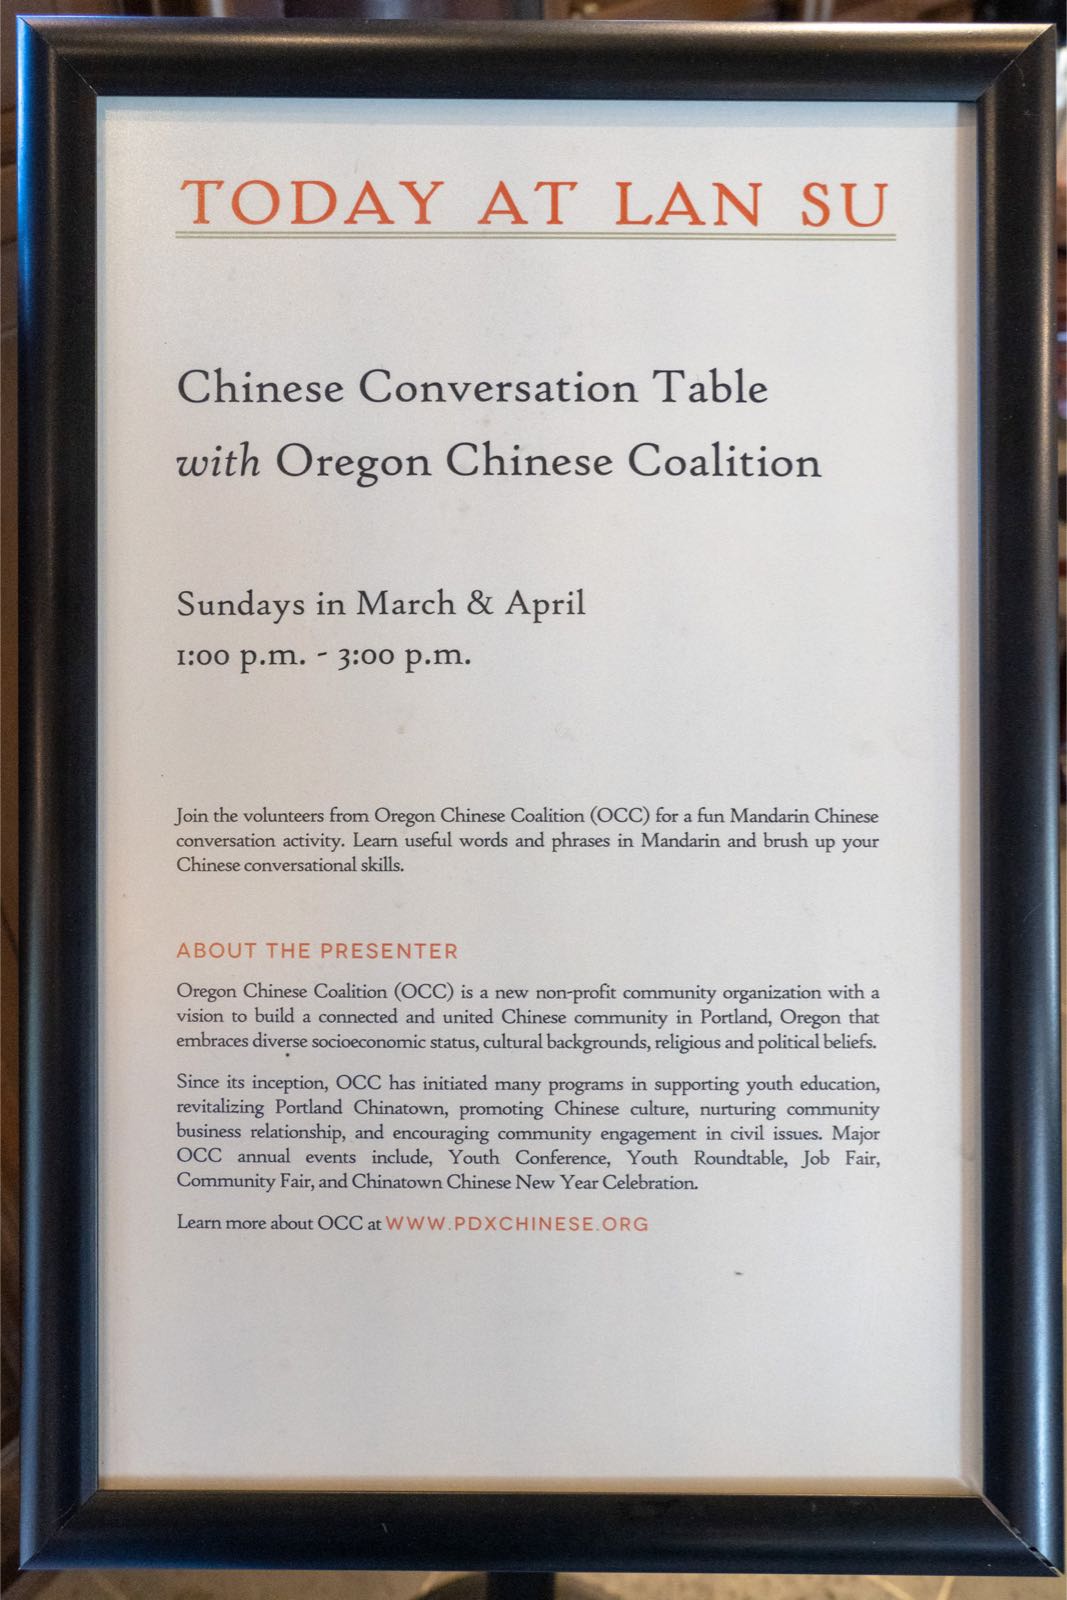 TODAY AT LAN SU
Chinese Conversation Table
with Oregon Chinese Coalition
Sundays in March & April
1:00 p.m. - 3:00 p.m.
Join the volunteers from Oregon Chinese Coalition (OCC) for a fun Mandarin Chinese
conversation activity. Learn useful words and phrases in Mandarin and brush up your
Chinese conversational skills.
ABOUT THE PRESENTER
Oregon Chinese Coalition (OCC) is a new non-profit community organization with a
vision to build a connected and united Chinese community in Portland, Oregon that
embraces diverse socioeconomic status, cultural backgrounds, religious and political beliefs.
Since its inception, OCC has initiated many programs in supporting youth education,
revitalizing Portland Chinatown, promoting Chinese culture, nurturing community
business relationship, and encouraging community engagement in civil issues. Major
OCC annual events include, Youth Conference, Youth Roundtable, Job Fair,
Community Fair, and Chinatown Chinese New Year Celebration.
Learn more about OCC at WWW.PDXCHINESE.ORG